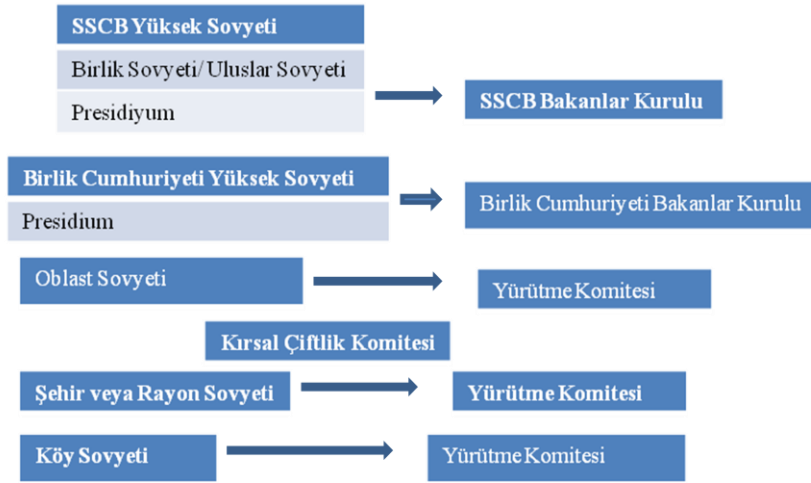 SSCB Yüksek Sovyeti
Birlik Sovyeti/ Uluslar Sovyeti
Presidiyum
SSCB Bakanlar Kurulu
Birlik Cumhuriyeti Yüksek Sovyeti
Presidium
Birlik Cumhuriyeti Bakanlar Kurulu
Oblast Sovyeti
Yürütme Komitesi
Kırsal Çiftlik Komitesi
Şehir veya Rayon Sovyeti
Yürütme Komitesi
Köy Sovyeti
Yürütme Komitesi